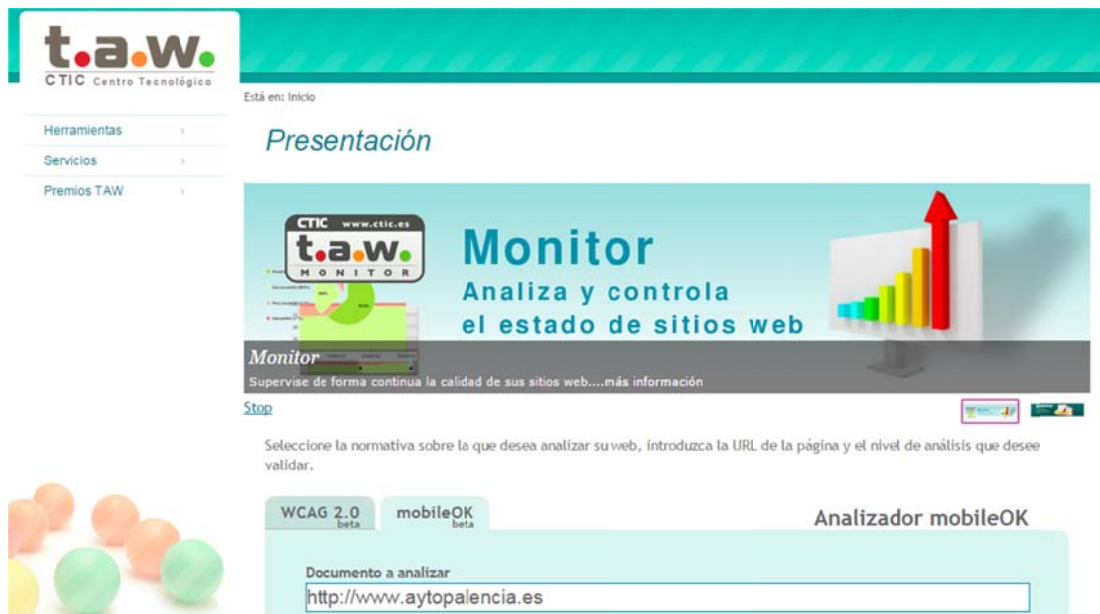 t.a.w.
CTIC Centro Tecnológico
Está en: Inicio
Herramientas
Servicios
Premios TAW
Presentación
CTIC www.ctic.es
t.a.w.
MONITOR
Monitor
Analiza y controla
el estado de sitios web
Monitor
Supervise de forma continua la calidad de sus sitios web....más información
Stop
Seleccione la normativa sobre la que desea analizar su web, introduzca la URL de la página y el nivel de análisis que desee
validar.
WCAG 2.0
beta
mobileOK
beta
Analizador mobileOK
Documento a analizar
http://www.aytopalencia.es